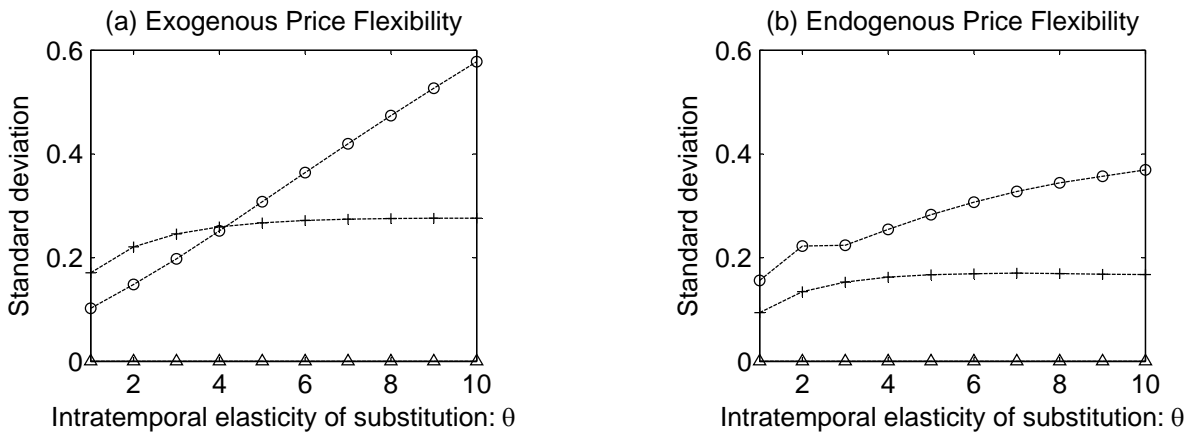 (a) Exogenous Price Flexibility
0.6
0.4
0.2
0
Standard deviation
2 4 6 8 10
Intratemporal elasticity of substitution: θ
(b) Endogenous Price Flexibility
0.6
0.4
0.2
0
Standard deviation
2 4 6 8 10
Intratemporal elasticity of substitution: θ